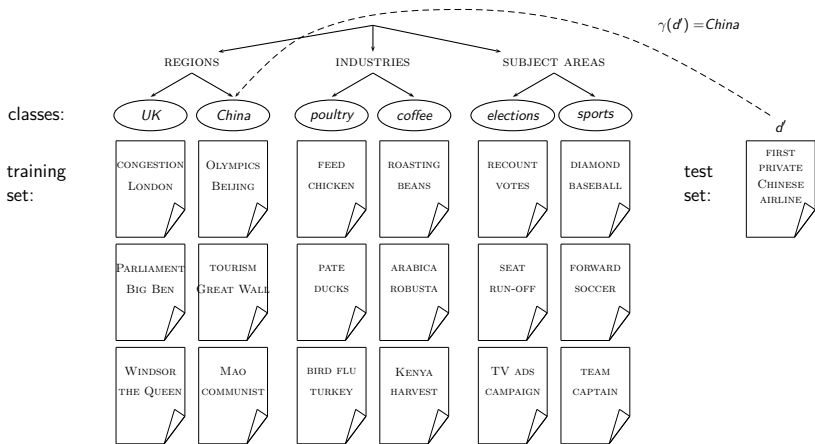 γ(d′) =China
REGIONS INDUSTRIES SUBJECT AREAS
classes: UK China poultry coffee elections sports
d′
training set:
CONGESTION
LONDON
OLYMPICS
BEIJING
FEED
CHICKEN
ROASTING
BEANS
RECOUNT
VOTES
DIAMOND
BASEBALL
test set:
FIRST
PRIVATE
CHINESE
AIRLINE
PARLIAMENT
BIG BEN
TOURISM
GREAT WALL
PATE
DUCKS
ARABICA
ROBUSTA
SEAT
RUN-OFF
FORWARD
SOCCER
WINDSOR
THE QUEEN
MAO
COMMUNIST
BIRD FLU
TURKEY
KENYA
HARVEST
TV ADS
CAMPAIGN
TEAM
CAPTAIN